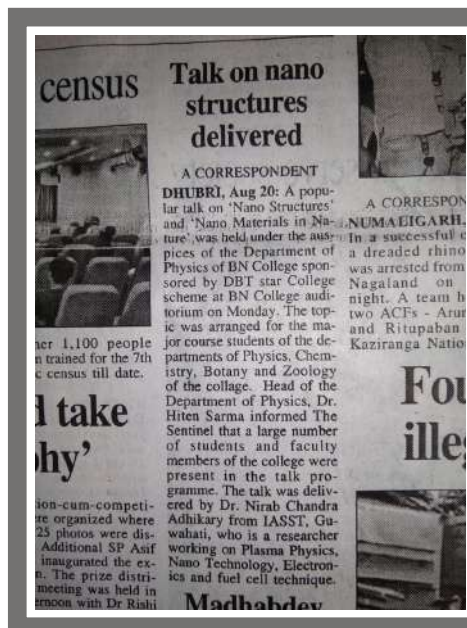 census
ner 1,100 people
n trained for the 7th
c census till date.
d take
hy'
ion-cum-competi-
re organized where
25 photos were dis-
Additional SP Asif
inaugurated the ex-
n. The prize distri-
meeting was held in
ernoon with Dr Rishi
Talk on nano
structures
delivered
A CORRESPONDENT
DHUBRI, Aug 20: A popu-
lar talk on 'Nano Structures'
and 'Nano Materials in Na-
ture',was held under the aus-
pices of the Department of
Physics of BN College spon-
sored by DBT star College
scheme at BN College audi-
torium on Monday. The top-
ic was arranged for the ma-
jor course students of the de-
partments of Physics, Chem-
istry, Botany and Zoology
of the collage. Head of the
Department of Physics, Dr.
Hiten Sarma informed The
Sentinel that a large number
of students and faculty
members of the college were
present in the talk pro-
gramme. The talk was deliv-
ered by Dr. Nirab Chandra
Adhikary from IASST, Gu-
wahati, who is a researcher
working on Plasma Physics,
Nano Technology, Electron-
ics and fuel cell technique.
Madhabdev
A CORRESPON
NUMALIGARH,
In a successful
a dreaded rhino
was arrested from
Nagaland on
night. A team
two ACFs - Arun
and Ritupaban
Kaziranga Natio
Fou
illeg